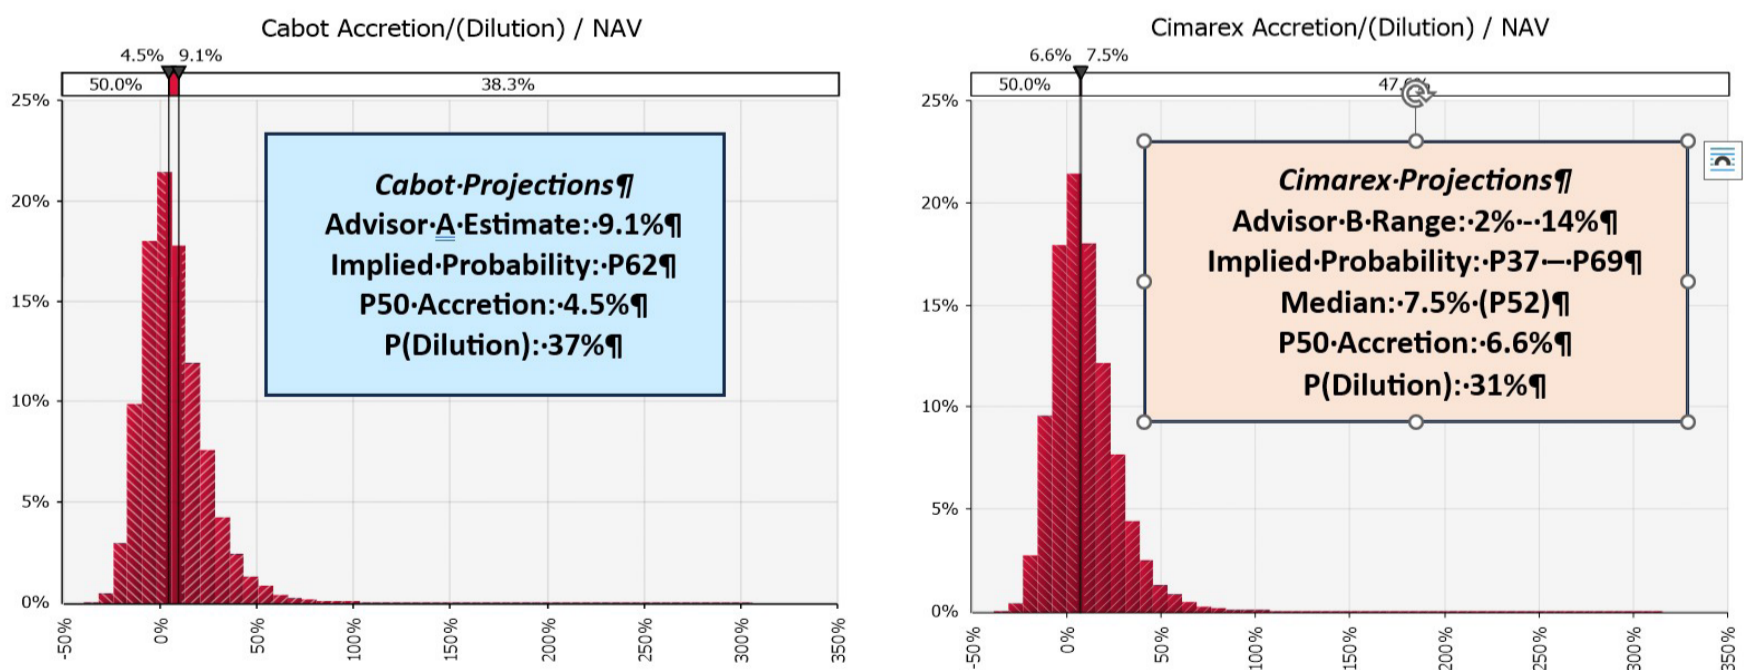 Cabot Accretion/(Dilution) / NAV
4.5% 9.1%
50.0% 38.3%
25%
20%
15%
10%
5%
0%
-50% 0% 50% 100% 150% 200% 250% 300% 350%
Cabot·Projections¶
Advisor·A·Estimate:·9.1%¶
Implied·Probability:·P62¶
P50·Accretion:·4.5%¶
P(Dilution):·37%¶
Cimarex Accretion/(Dilution) / NAV
6.6% 7.5%
50.0%
25%
20%
15%
10%
5%
0%
-50% 0% 50% 100% 150% 200% 250% 300% 350%
Cimarex·Projections¶
Advisor·B·Range:·2%·-·14%¶
Implied·Probability:·P37·–·P69¶
Median:·7.5%·(P52)¶
P50·Accretion:·6.6%¶
P(Dilution):·31%¶